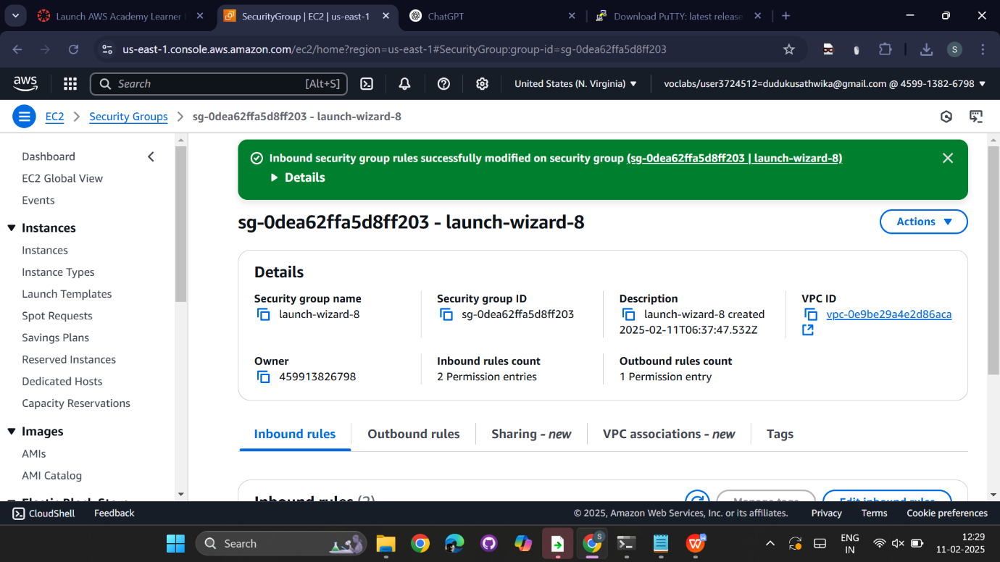 Launch AWS Academy Learner
SecurityGroup | EC2 | us-east-1
ChatGPT
Download PuTTY: latest release
us-east-1.console.aws.amazon.com/ec2/home?region=us-east-1#SecurityGroup:group-id=sg-0dea62ffa5d8ff203
S
aws
Search
[Alt+S]
United States (N. Virginia)
voclabs/user3724512=dudukusathwika@gmail.com @ 4599-1382-6798
EC2
Security Groups
sg-0dea62ffa5d8ff203 - launch-wizard-8
Dashboard
EC2 Global View
Events
Instances
Instances
Instance Types
Launch Templates
Spot Requests
Savings Plans
Reserved Instances
Dedicated Hosts
Capacity Reservations
Images
AMIs
AMI Catalog
Elastic Block Store
Inbound security group rules successfully modified on security group (sg-0dea62ffa5d8ff203 | launch-wizard-8)
Details
sg-0dea62ffa5d8ff203 - launch-wizard-8
Actions
Details
Security group name
launch-wizard-8
Security group ID
sg-0dea62ffa5d8ff203
Description
launch-wizard-8 created
2025-02-11T06:37:47.532Z
VPC ID
vpc-0e9be29a4e2d86aca
Owner
459913826798
Inbound rules count
2 Permission entries
Outbound rules count
1 Permission entry
Inbound rules
Outbound rules
Sharing - new
VPC associations - new
Tags
Inbound rules (2)
Manage tags
Edit inbound rules
CloudShell
Feedback
© 2025, Amazon Web Services, Inc. or its affiliates.
Privacy
Terms
Cookie preferences
Search
S
ENG
IN
12:29
11-02-2025